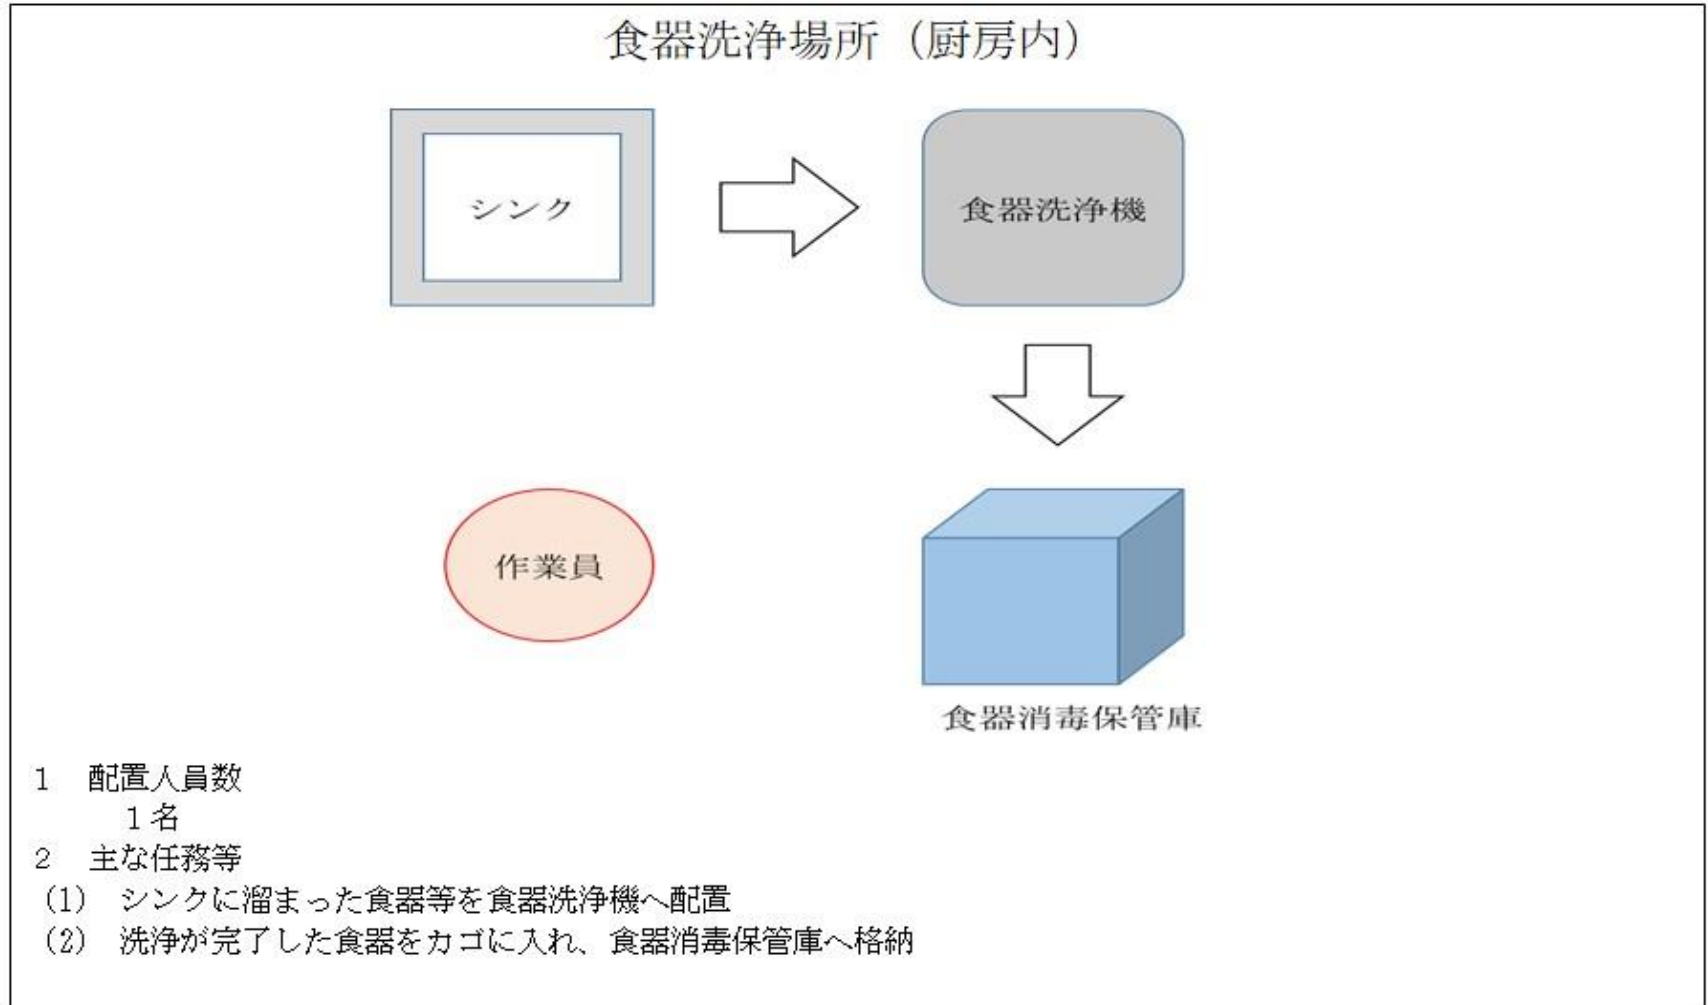 食器洗浄場所（厨房内）
シンク
食器洗浄機
作業員
食器消毒保管庫
1　配置人員数
１名
2　主な任務等
(1)　シンクに溜まった食器等を食器洗浄機へ配置
(2)　洗浄が完了した食器をカゴに入れ、食器消毒保管庫へ格納